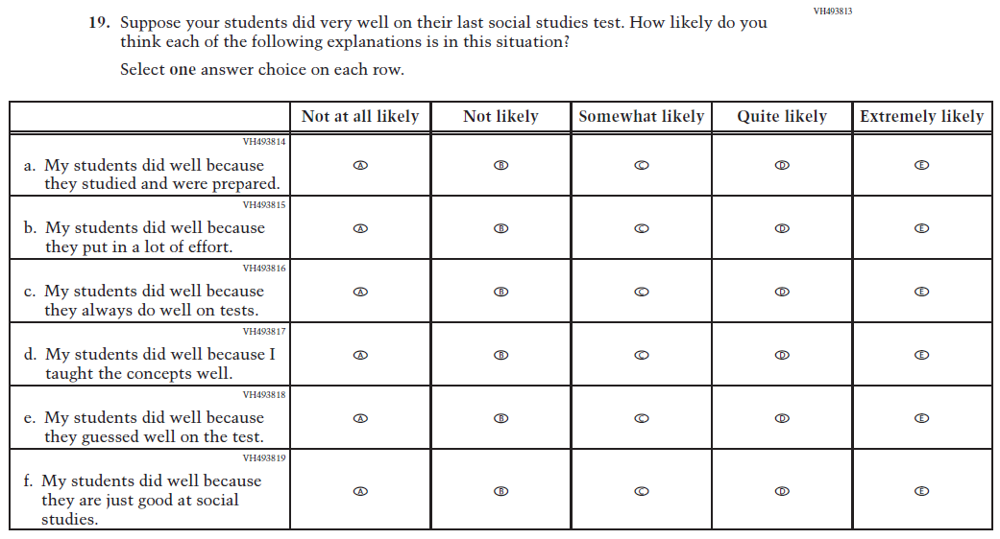 VH493813
19. Suppose your students did very well on their last social studies test. How likely do you
think each of the following explanations is in this situation?
Select one answer choice on each row.
Not at all likely Not likely Somewhat likely Quite likely Extremely likely
VH493814
a. My students did well because
they studied and were prepared.
A B C D E
VH493815
b. My students did well because
they put in a lot of effort.
A B C D E
VH493816
c. My students did well because
they always do well on tests.
A B C D E
VH493817
d. My students did well because I
taught the concepts well.
A B C D E
VH493818
e. My students did well because
they guessed well on the test.
A B C D E
VH493819
f. My students did well because
they are just good at social
studies.
A B C D E